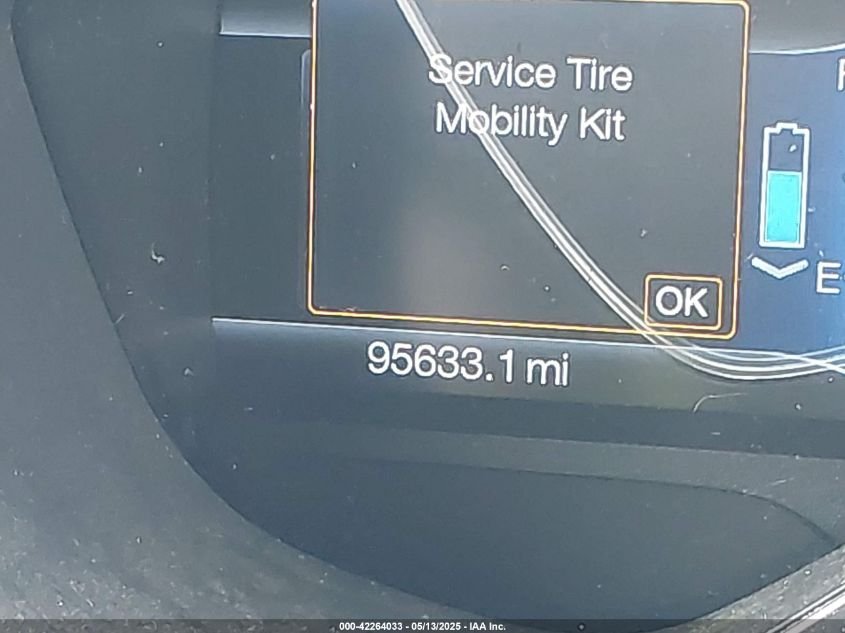 Service Tire
Mobility Kit
OK
95633.1 mi
000-42264033 - 05/13/2025 - IAA Inc.